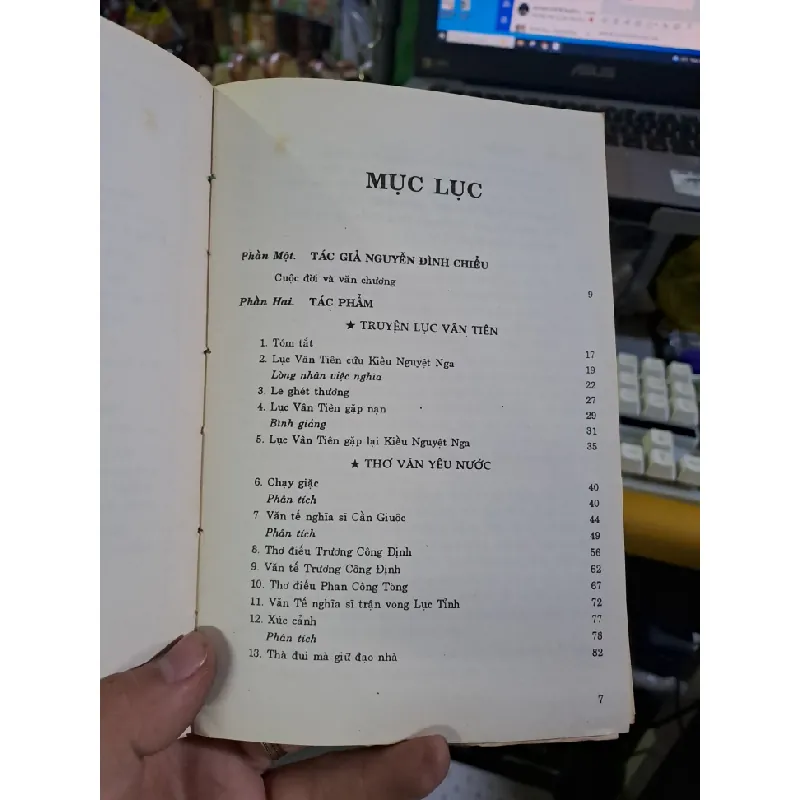 MỤC LỤC
Phần Một. TÁC GIẢ NGUYỄN ĐÌNH CHIỂU
Cuộc đời và văn chương 9
Phần Hai. TÁC PHẨM
★ TRUYỆN LỤC VÂN TIÊN
1. Tóm tắt 17
2. Lục Vân Tiên cứu Kiều Nguyệt Nga 19
Lòng nhân việc nghĩa 22
3. Lẽ ghét thương 27
4. Lục Vân Tiên gặp nạn 29
Bình giảng 31
5. Lục Vân Tiên gặp lại Kiều Nguyệt Nga 35
★ THƠ VĂN YÊU NƯỚC
6. Chạy giặc 40
Phân tích 40
7. Văn tế nghĩa sĩ Cần Giuộc 44
Phân tích 49
8. Thơ điếu Trương Công Định 56
9. Văn tế Trương Công Định 62
10. Thơ điếu Phan Công Tòng 67
11. Văn Tế nghĩa sĩ trận vong Lục Tỉnh 72
12. Xúc cảnh 77
Phân tích 78
13. Thà đui mà giữ đạo nhà 82
7
ASUS